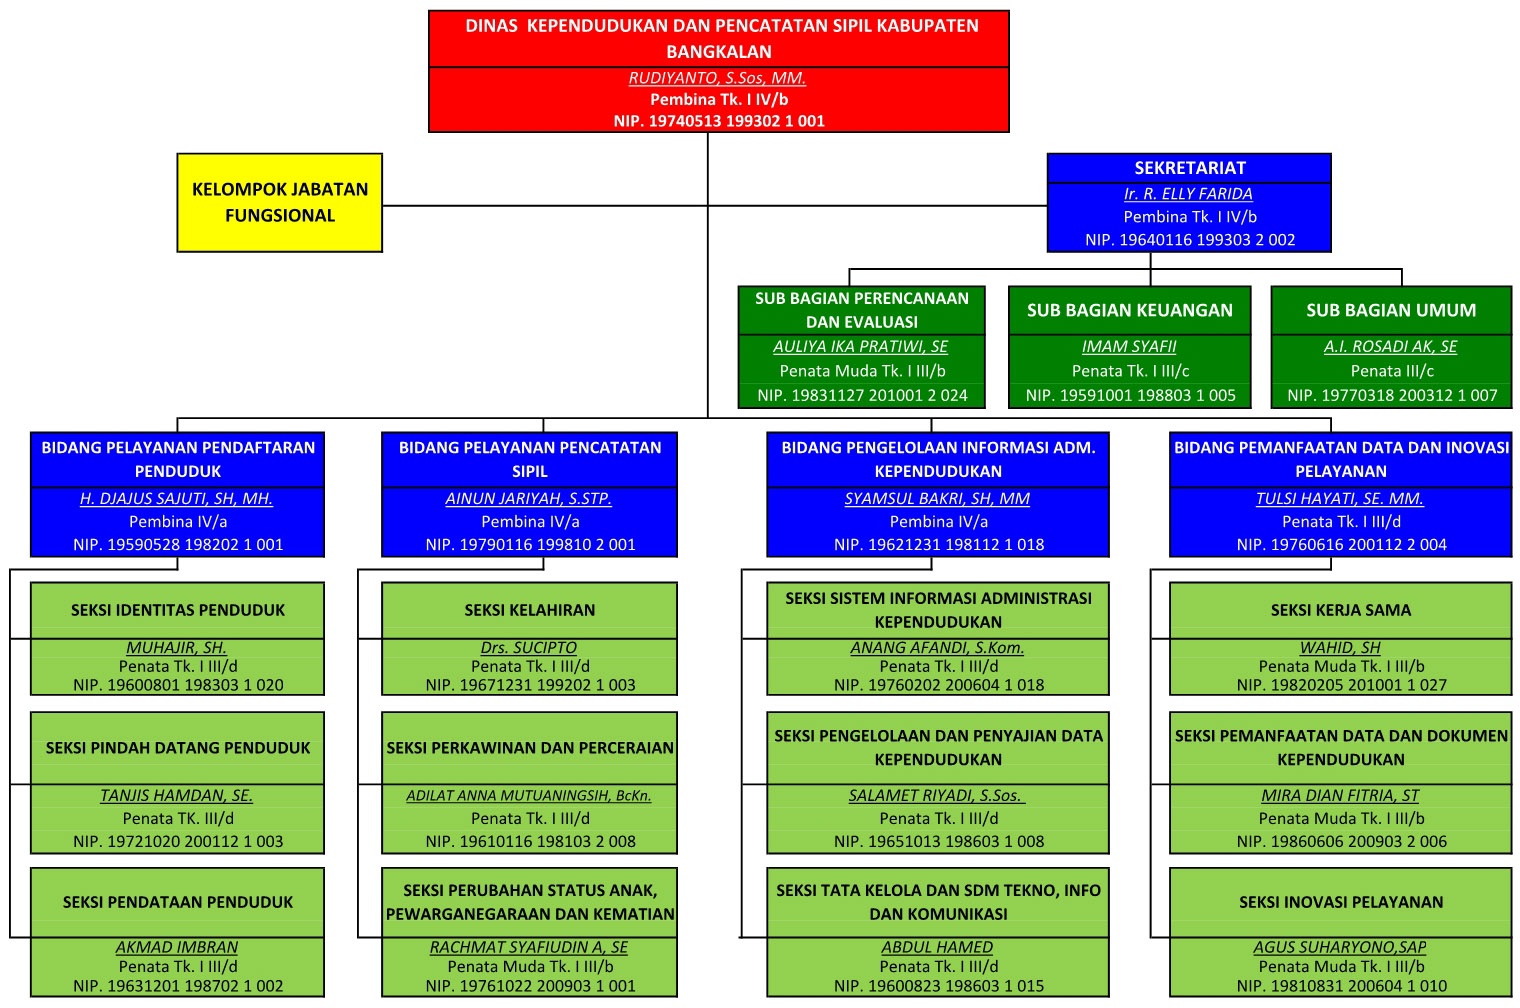 DINAS  KEPENDUDUKAN DAN PENCATATAN SIPIL KABUPATEN
BANGKALAN
RUDIYANTO, S.Sos, MM.
Pembina Tk. I IV/b
NIP. 19740513 199302 1 001
KELOMPOK JABATAN
FUNGSIONAL
SEKRETARIAT
Ir. R. ELLY FARIDA
Pembina Tk. I IV/b
NIP. 19640116 199303 2 002
SUB BAGIAN PERENCANAAN
DAN EVALUASI
AULIYA IKA PRATIWI, SE
Penata Muda Tk. I III/b
NIP. 19831127 201001 2 024
SUB BAGIAN KEUANGAN
IMAM SYAFII
Penata Tk. I III/c
NIP. 19591001 198803 1 005
SUB BAGIAN UMUM
A.I. ROSADI AK, SE
Penata III/c
NIP. 19770318 200312 1 007
BIDANG PELAYANAN PENDAFTARAN
PENDUDUK
H. DJAJUS SAJUTI, SH, MH.
Pembina IV/a
NIP. 19590528 198202 1 001
BIDANG PELAYANAN PENCATATAN
SIPIL
AINUN JARIYAH, S.STP.
Pembina IV/a
NIP. 19790116 199810 2 001
BIDANG PENGELOLAAN INFORMASI ADM.
KEPENDUDUKAN
SYAMSUL BAKRI, SH, MM
Pembina IV/a
NIP. 19621231 198112 1 018
BIDANG PEMANFAATAN DATA DAN INOVASI
PELAYANAN
TULSI HAYATI, SE. MM.
Penata Tk. I III/d
NIP. 19760616 200112 2 004
SEKSI IDENTITAS PENDUDUK
MUHAJIR, SH.
Penata Tk. I III/d
NIP. 19600801 198303 1 020
SEKSI KELAHIRAN
Drs. SUCIPTO
Penata Tk. I III/d
NIP. 19671231 199202 1 003
SEKSI SISTEM INFORMASI ADMINISTRASI
KEPENDUDUKAN
ANANG AFANDI, S.Kom.
Penata Tk. I III/d
NIP. 19760202 200604 1 018
SEKSI KERJA SAMA
WAHID, SH
Penata Muda Tk. I III/b
NIP. 19820205 201001 1 027
SEKSI PINDAH DATANG PENDUDUK
TANJIS HAMDAN, SE.
Penata TK. III/d
NIP. 19721020 200112 1 003
SEKSI PERKAWINAN DAN PERCERAIAN
ADILAT ANNA MUTUANINGSIH, BcKn.
Penata Tk. I III/d
NIP. 19610116 198103 2 008
SEKSI PENGELOLAAN DAN PENYAJIAN DATA
KEPENDUDUKAN
SALAMET RIYADI, S.Sos.
Penata Tk. I III/d
NIP. 19651013 198603 1 008
SEKSI PEMANFAATAN DATA DAN DOKUMEN
KEPENDUDUKAN
MIRA DIAN FITRIA, ST
Penata Muda Tk. I III/b
NIP. 19860606 200903 2 006
SEKSI PENDATAAN PENDUDUK
AKMAD IMBRAN
Penata Tk. I III/d
NIP. 19631201 198702 1 002
SEKSI PERUBAHAN STATUS ANAK,
PEWARGANEGARAAN DAN KEMATIAN
RACHMAT SYAFIUDIN A, SE
Penata Muda Tk. I III/b
NIP. 19761022 200903 1 001
SEKSI TATA KELOLA DAN SDM TEKNO, INFO
DAN KOMUNIKASI
ABDUL HAMED
Penata Tk. I III/d
NIP. 19600823 198603 1 015
SEKSI INOVASI PELAYANAN
AGUS SUHARYONO,SAP
Penata Muda Tk. I III/b
NIP. 19810831 200604 1 010